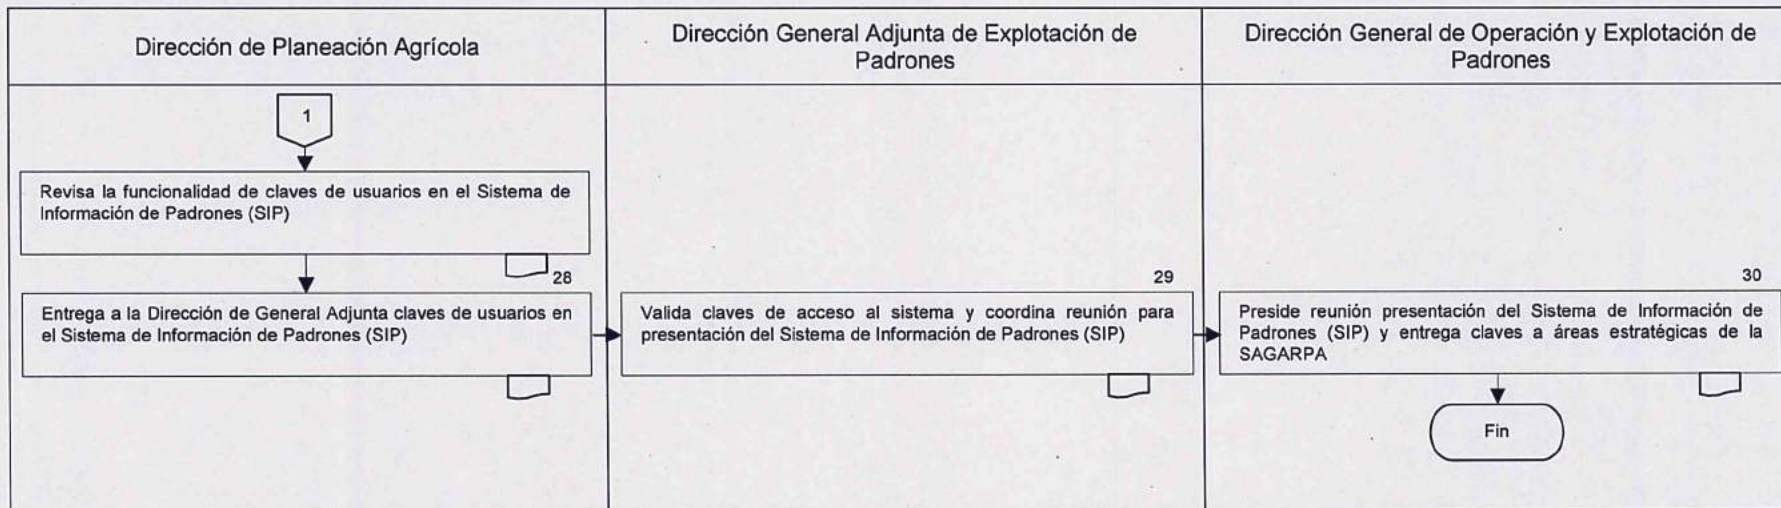 Dirección de Planeación Agrícola
Dirección General Adjunta de Explotación de
Padrones
Dirección General de Operación y Explotación de
Padrones
1
Revisa la funcionalidad de claves de usuarios en el Sistema de
Información de Padrones (SIP)
28
Entrega a la Dirección de General Adjunta claves de usuarios en
el Sistema de Información de Padrones (SIP)
29
Valida claves de acceso al sistema y coordina reunión para
presentación del Sistema de Información de Padrones (SIP)
30
Preside reunión presentación del Sistema de Información de
Padrones (SIP) y entrega claves a áreas estratégicas de la
SAGARPA
Fin